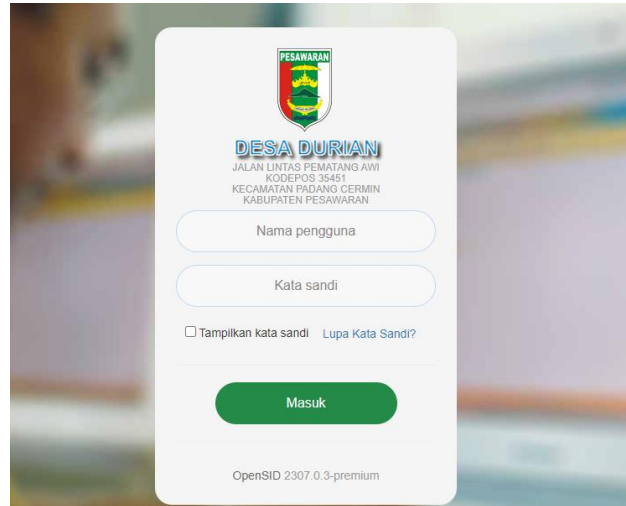 PESAWARAN
DESA DURIAN
JALAN LINTAS PEMATANG AWI
KODEPOS 35451
KECAMATAN PADANG CERMIN
KABUPATEN PESAWARAN
Nama pengguna
Kata sandi
Tampilkan kata sandi Lupa Kata Sandi?
Masuk
OpenSID 2307.0.3-premium